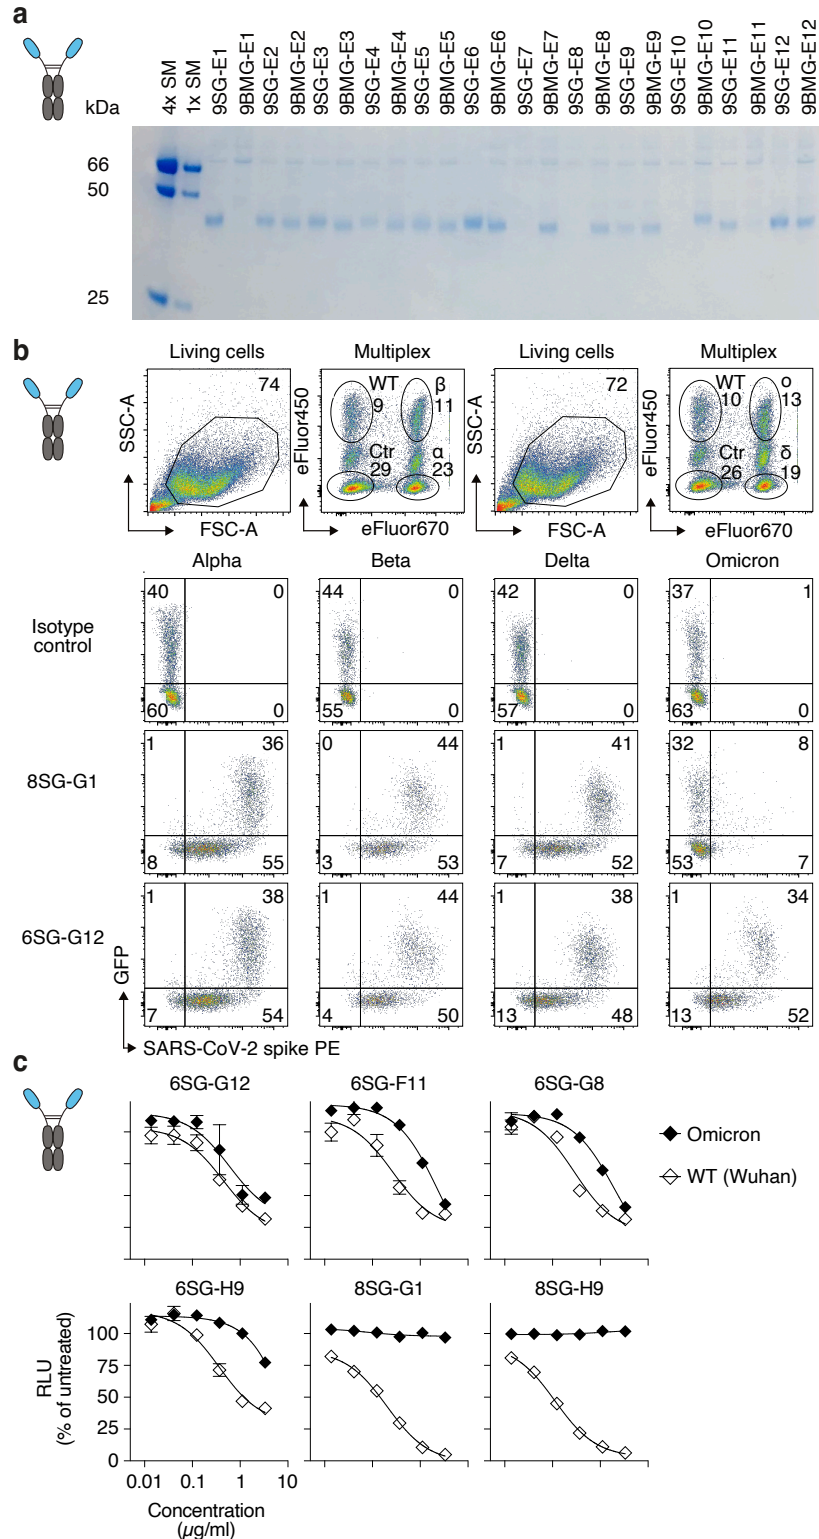 a
kDa
4x SM
1x SM
9SG-E1
9BMG-E1
9SG-E2
9BMG-E2
9SG-E3
9BMG-E3
9SG-E4
9BMG-E4
9SG-E5
9BMG-E5
9SG-E6
9BMG-E6
9SG-E7
9BMG-E7
9SG-E8
9BMG-E8
9SG-E9
9BMG-E9
9SG-E10
9BMG-E10
9SG-E11
9BMG-E11
9SG-E12
9BMG-E12
66
50
25
b
Living cells
Multiplex
Living cells
Multiplex
SSC-A
74
FSC-A
eFluor450
WT
9
β
11
Ctr
29
α
23
eFluor670
SSC-A
72
FSC-A
eFluor450
WT
10
o
13
Ctr
26
δ
19
eFluor670
Alpha
Beta
Delta
Omicron
Isotype
control
40 0
60 0
44 0
55 0
42 0
57 0
37 1
63 0
8SG-G1
1 36
8 55
0 44
3 53
1 41
7 52
32 8
53 7
6SG-G12
1 38
7 54
1 44
4 50
1 38
13 48
1 34
13 52
GFP
SARS-CoV-2 spike PE
c
6SG-G12
6SG-F11
6SG-G8
Omicron
WT (Wuhan)
6SG-H9
8SG-G1
8SG-H9
RLU
(% of untreated)
100
75
50
25
0
0.01 0.1 1 10
Concentration
(µg/ml)